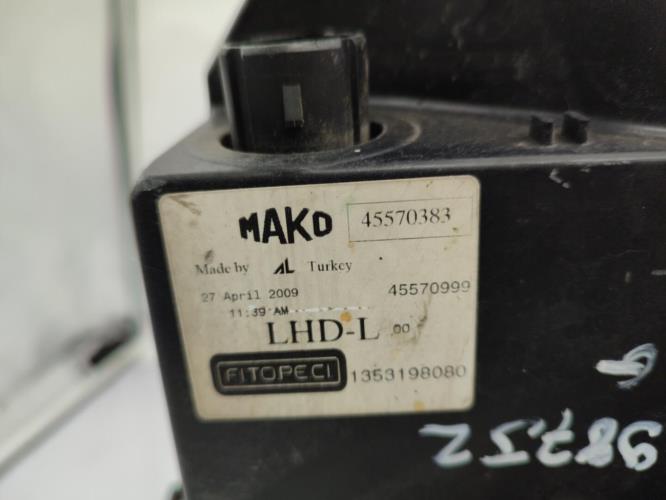 MAKO 45570383
Made by AL Turkey
27 April 2009 45570999
11:39 AM
LHD-L 00
FITOPECI 1353198080